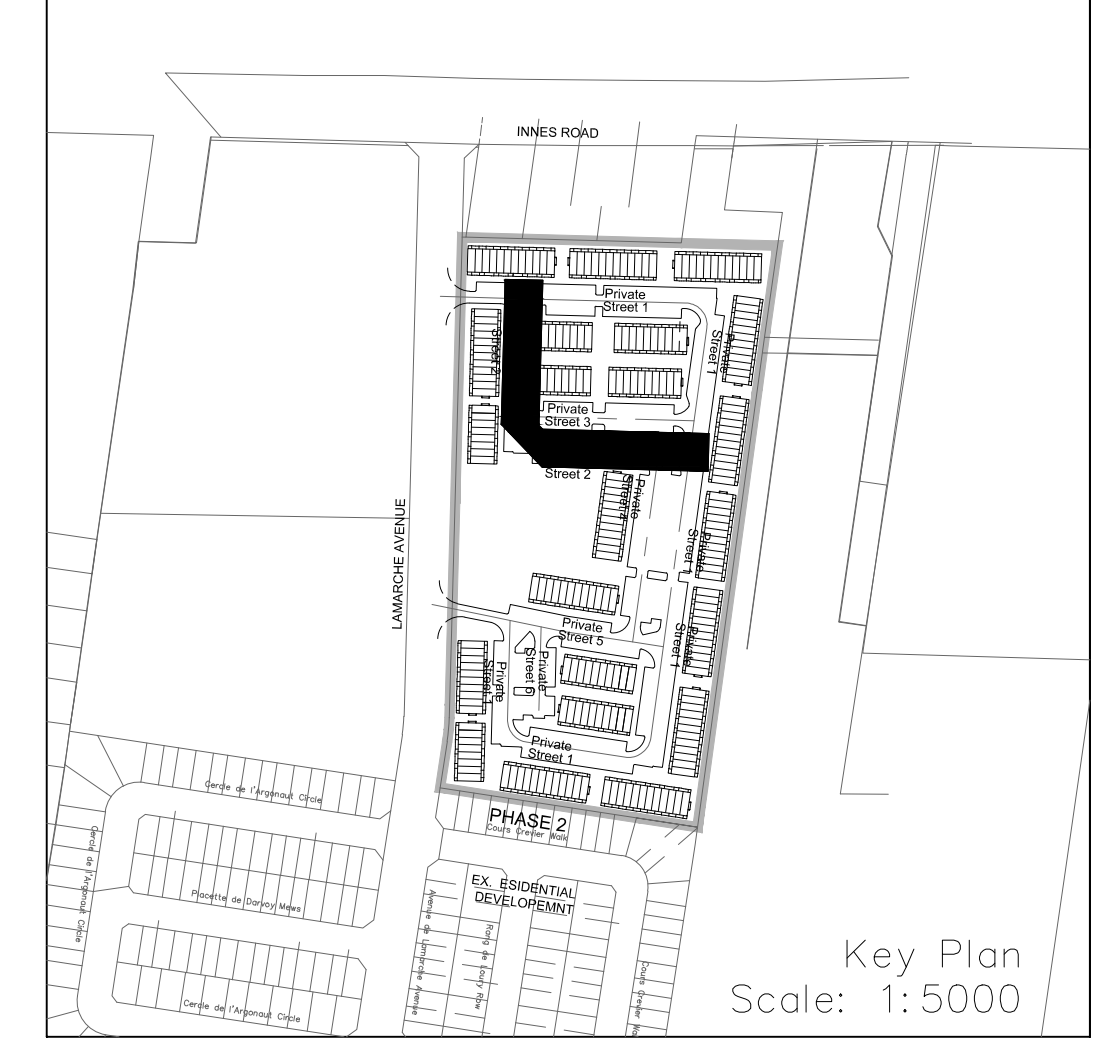 INNES ROAD
Private
Street 1
Street 2
Private
Street 1
Private
Street 3
Street 2
Private
Street 4
LAMARCHE AVENUE
Private
Street 1
Private
Street 5
Private
Street 1
Private
Street 6
Private
Street 1
Private
Street 1
Cercle de l'Argonaut Circle
PHASE 2
Cours Crevier Walk
Cercle de l'Argonaut Circle
EX. ESIDENTIAL
DEVELOPEMNT
Placette de Darvoy Mews
Avenue de Lamarche Avenue
Rang de Loury Row
Cours Crevier Wa
Cercle de l'Argonaut Circle
Key Plan
Scale: 1:5000